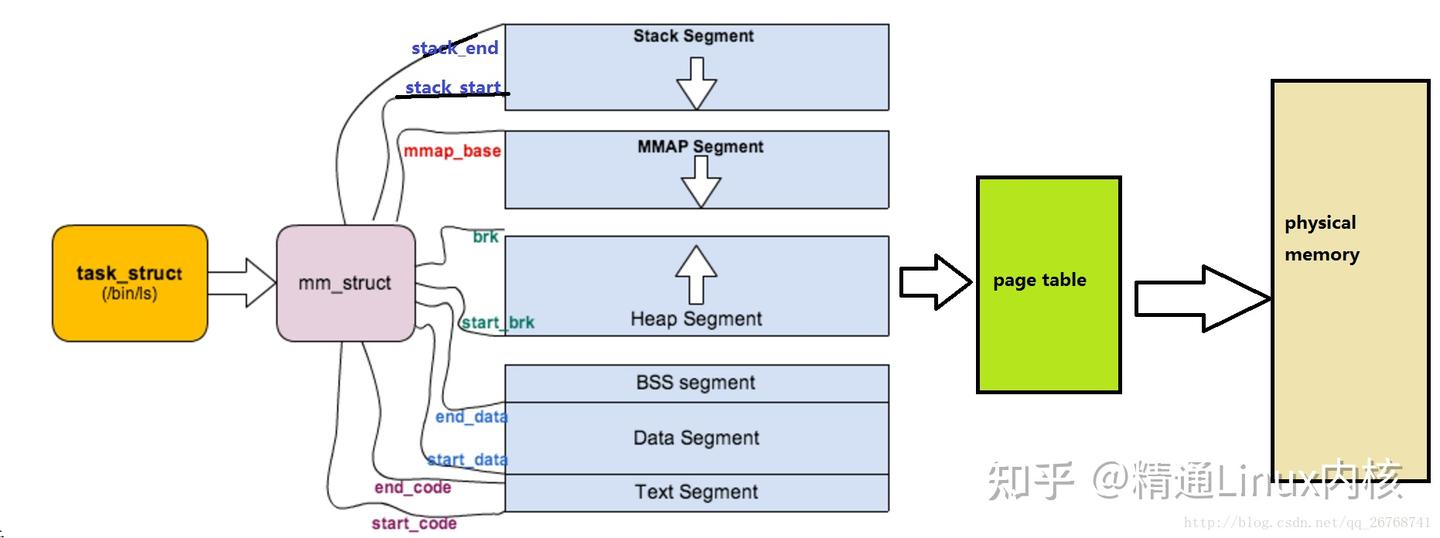 stack_end
Stack Segment
stack_start
mmap_base
MMAP Segment
task_struct
(/bin/ls)
mm_struct
brk
start_brk
Heap Segment
BSS segment
end_data
Data Segment
start_data
end_code
Text Segment
start_code
page table
physical
memory
知乎 @精通Linux内核
http://blog.csdn.net/qq_26768741